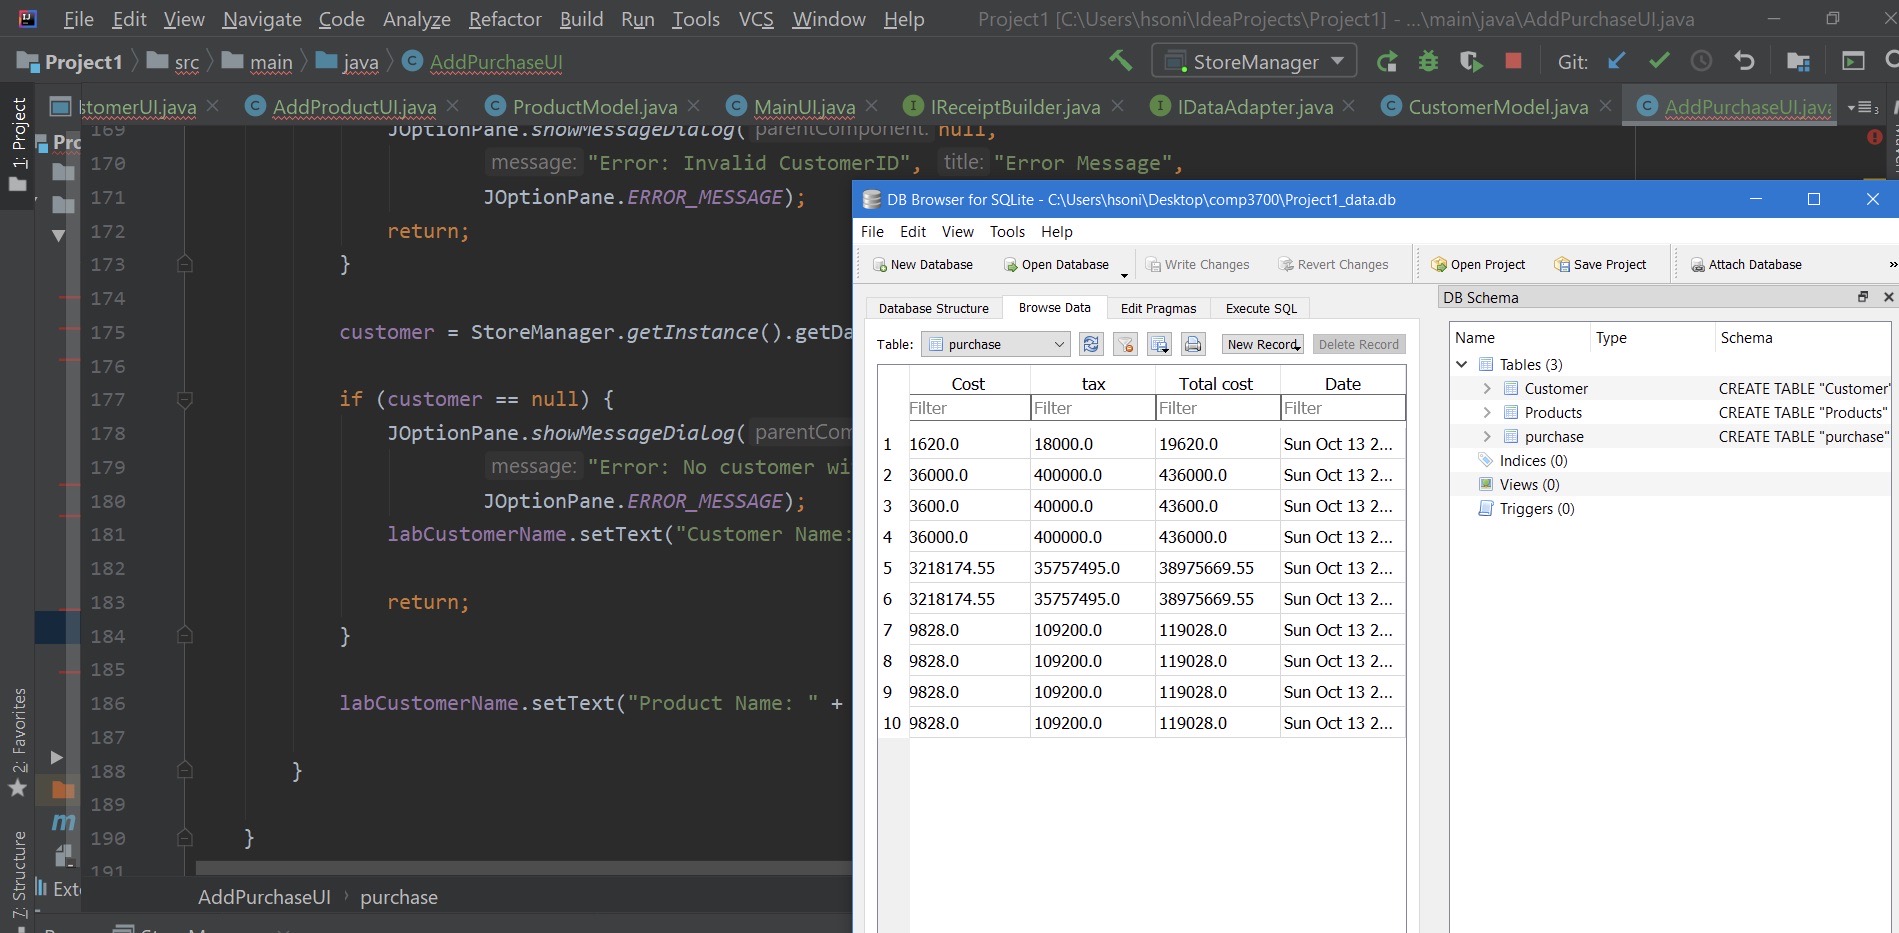 File Edit View Navigate Code Analyze Refactor Build Run Tools VCS Window Help Project1 [C:\Users\hsoni\IdeaProjects\Project1] - ...\main\java\AddPurchaseUI.java
Project1 src main java AddPurchaseUI StoreManager Git:
stomerUI.java AddProductUI.java ProductModel.java MainUI.java IReceiptBuilder.java IDataAdapter.java CustomerModel.java AddPurchaseUI.java
1: Project
Pro
169 JOptionPane.showMessageDialog( parentComponent: null,
170 message: "Error: Invalid CustomerID", title: "Error Message",
171 JOptionPane.ERROR_MESSAGE);
172 return;
173 }
174
175 customer = StoreManager.getInstance().getDa
176
177 if (customer == null) {
178 JOptionPane.showMessageDialog( parentCom
179 message: "Error: No customer wi
180 JOptionPane.ERROR_MESSAGE);
181 labCustomerName.setText("Customer Name:
182
183 return;
184 }
185
186 labCustomerName.setText("Product Name: " +
187
188 }
189
190 }
191
2: Favorites
7: Structure
m
Exte
AddPurchaseUI purchase
DB Browser for SQLite - C:\Users\hsoni\Desktop\comp3700\Project1_data.db
File Edit View Tools Help
New Database Open Database Write Changes Revert Changes Open Project Save Project Attach Database »
Database Structure Browse Data Edit Pragmas Execute SQL
Table: purchase New Record Delete Record
Cost tax Total cost Date
Filter Filter Filter Filter
1 1620.0 18000.0 19620.0 Sun Oct 13 2...
2 36000.0 400000.0 436000.0 Sun Oct 13 2...
3 3600.0 40000.0 43600.0 Sun Oct 13 2...
4 36000.0 400000.0 436000.0 Sun Oct 13 2...
5 3218174.55 35757495.0 38975669.55 Sun Oct 13 2...
6 3218174.55 35757495.0 38975669.55 Sun Oct 13 2...
7 9828.0 109200.0 119028.0 Sun Oct 13 2...
8 9828.0 109200.0 119028.0 Sun Oct 13 2...
9 9828.0 109200.0 119028.0 Sun Oct 13 2...
10 9828.0 109200.0 119028.0 Sun Oct 13 2...
DB Schema
Name Type Schema
Tables (3)
Customer CREATE TABLE "Customer"
Products CREATE TABLE "Products"
purchase CREATE TABLE "purchase"
Indices (0)
Views (0)
Triggers (0)